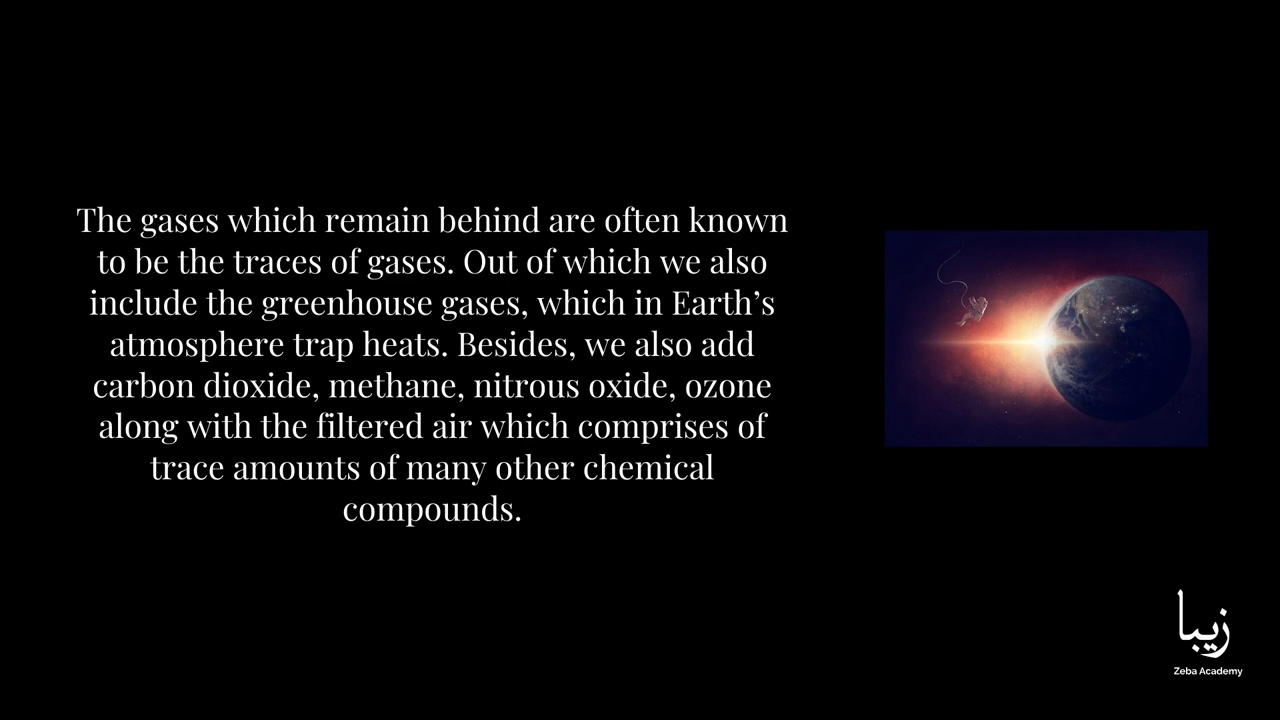 The gases which remain behind are often known
to be the traces of gases. Out of which we also
include the greenhouse gases, which in Earth’s
atmosphere trap heats. Besides, we also add
carbon dioxide, methane, nitrous oxide, ozone
along with the filtered air which comprises of
trace amounts of many other chemical
compounds.
زیبا
Zeba Academy